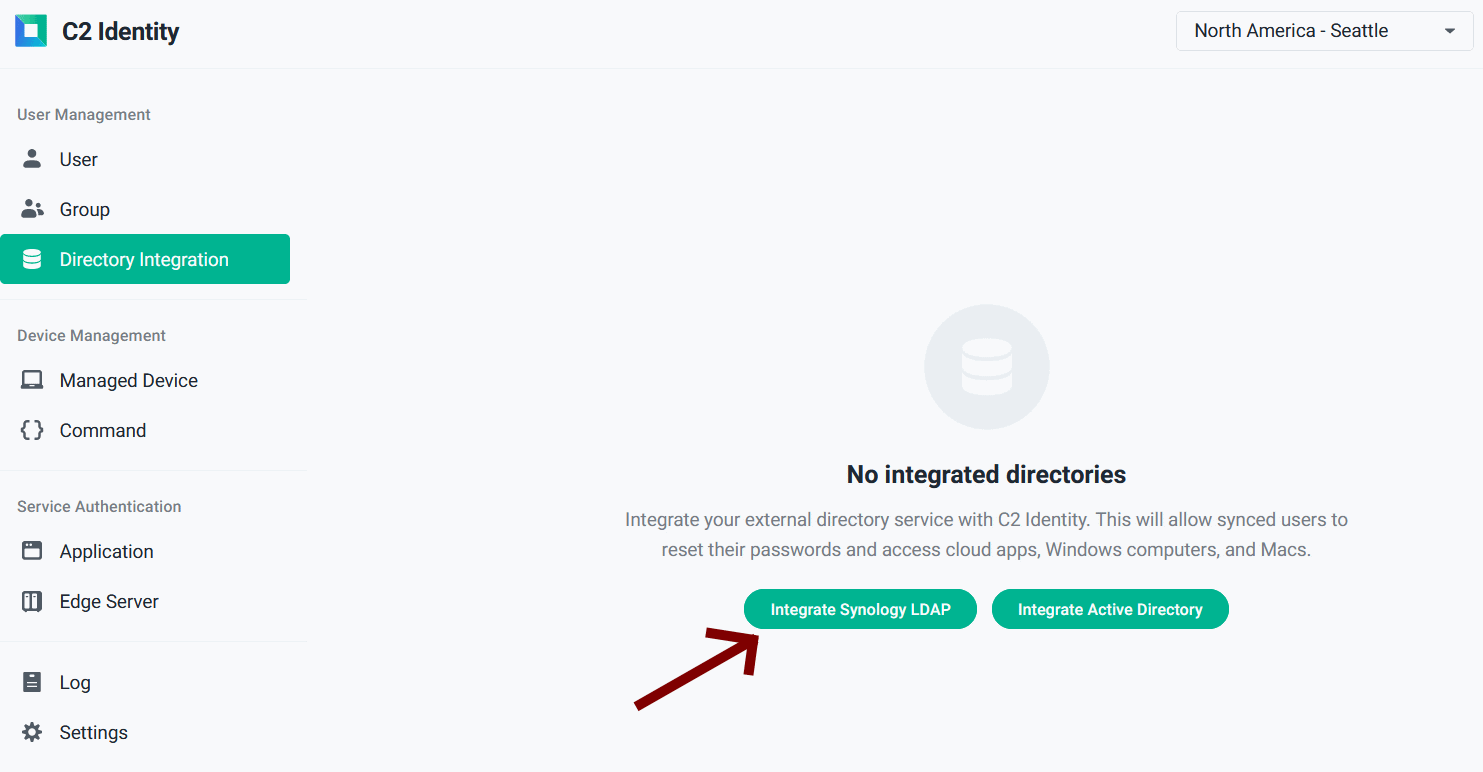 C2 Identity
North America - Seattle
User Management
User
Group
Directory Integration
Device Management
Managed Device
Command
Service Authentication
Application
Edge Server
Log
Settings
No integrated directories
Integrate your external directory service with C2 Identity. This will allow synced users to
reset their passwords and access cloud apps, Windows computers, and Macs.
Integrate Synology LDAP
Integrate Active Directory